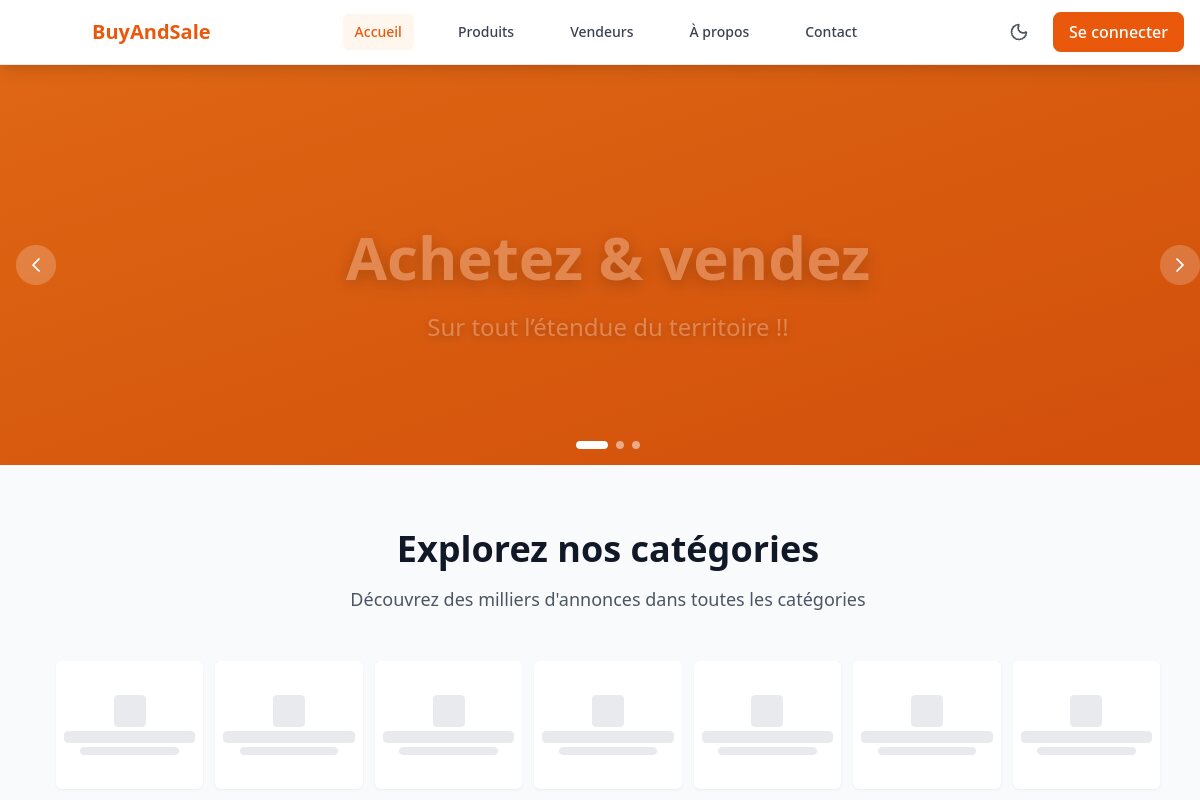 BuyAndSale
Accueil
Produits
Vendeurs
À propos
Contact
Se connecter
Achetez & vendez
Sur tout l’étendue du territoire !!
Explorez nos catégories
Découvrez des milliers d'annonces dans toutes les catégories